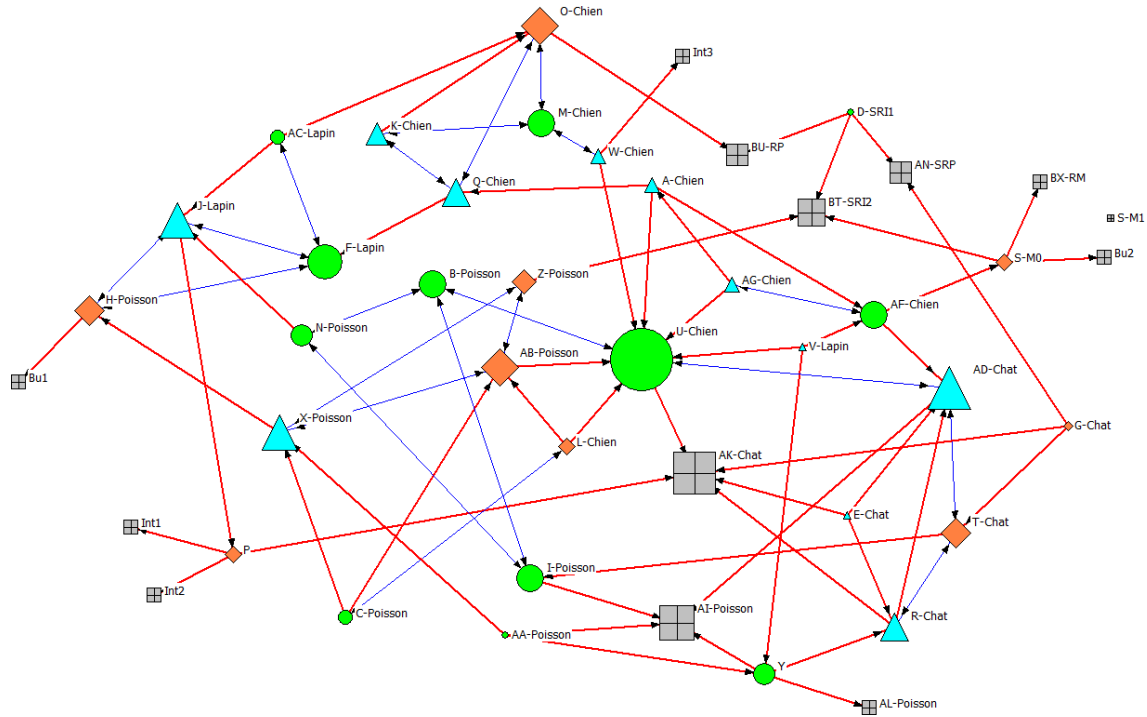 O-Chien
Int3
M-Chien
D-SRI1
AC-Lapin
K-Chien
W-Chien
BU-RP
AN-SRP
Q-Chien
A-Chien
BX-RM
BT-SRI2
J-Lapin
S-M1
F-Lapin
B-Poisson
Z-Poisson
AG-Chien
S-M0
Bu2
H-Poisson
N-Poisson
AF-Chien
U-Chien
V-Lapin
AB-Poisson
AD-Chat
Bu1
X-Poisson
L-Chien
G-Chat
AK-Chat
E-Chat
T-Chat
Int1
P
I-Poisson
Int2
C-Poisson
AI-Poisson
R-Chat
AA-Poisson
Y
AL-Poisson